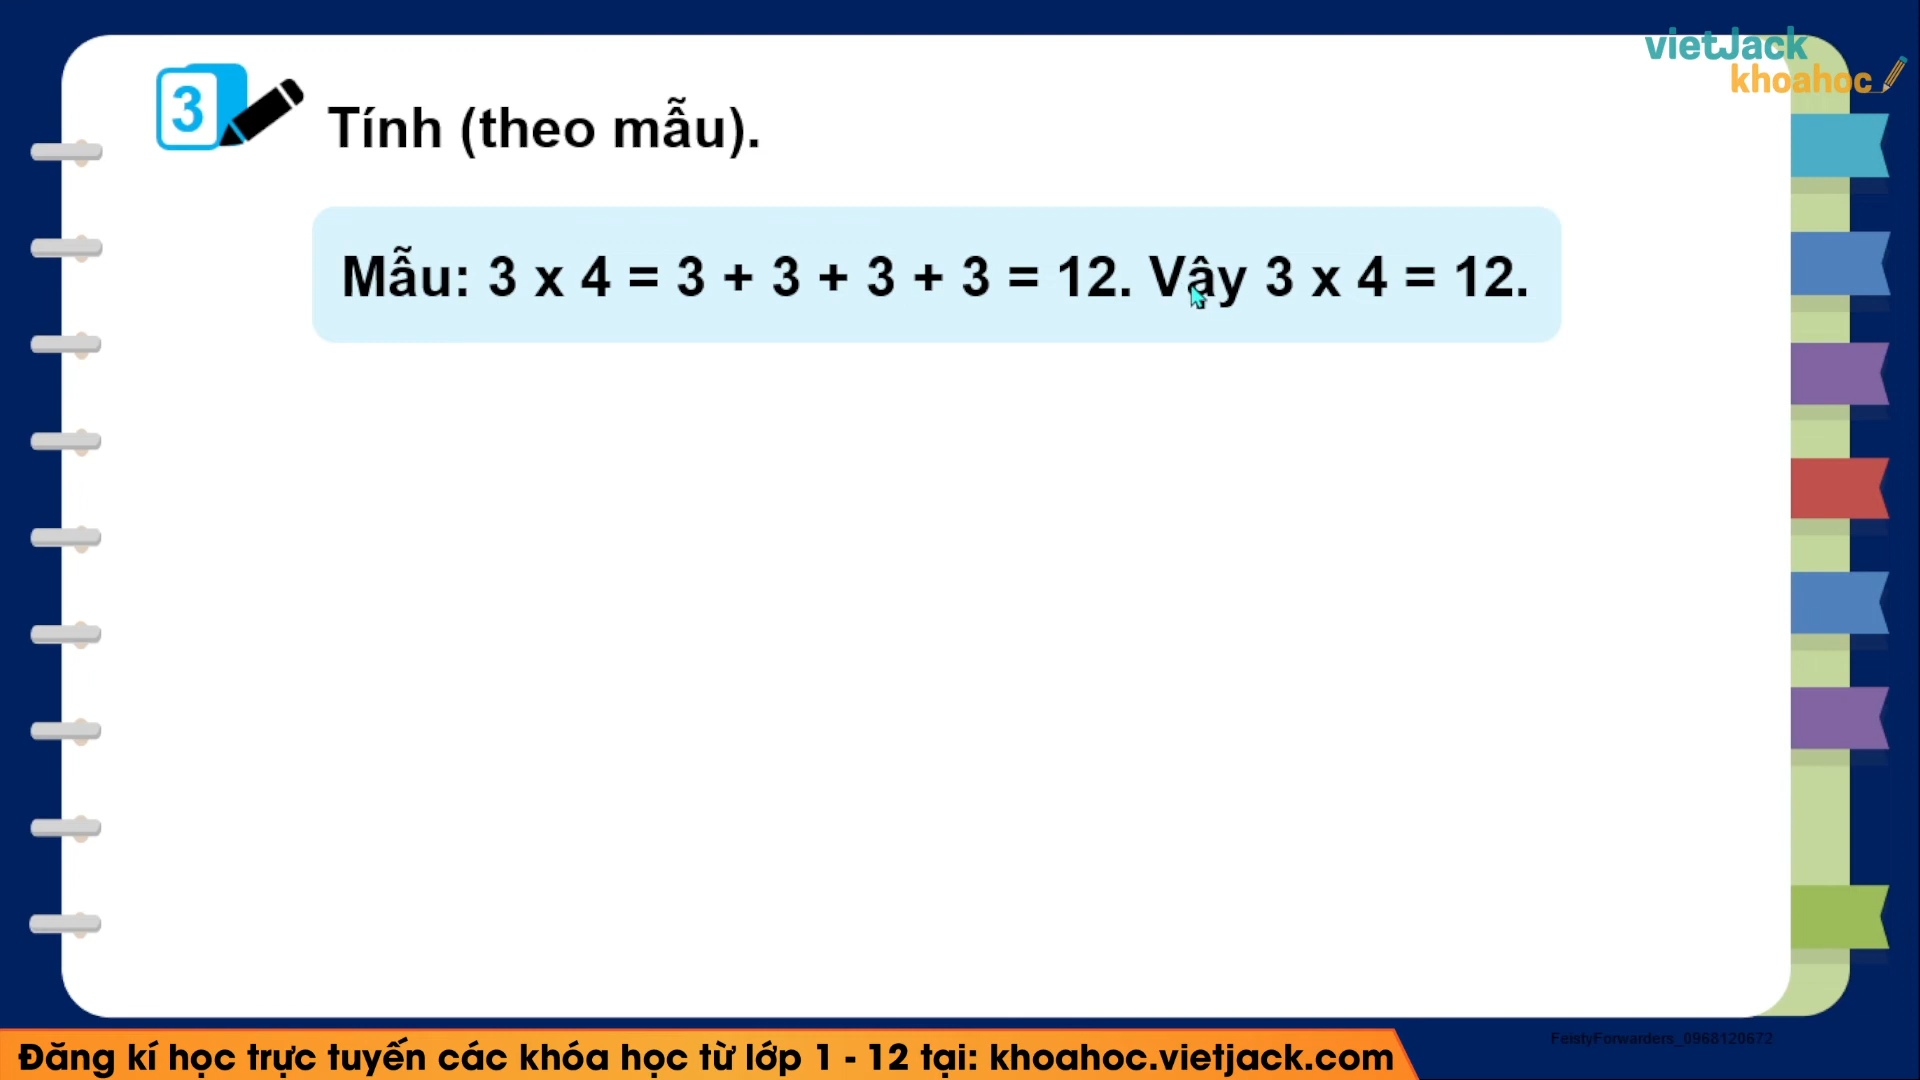 vietJack
khoahoc
3
Tính (theo mẫu).
Mẫu: 3 x 4 = 3 + 3 + 3 + 3 = 12. Vậy 3 x 4 = 12.
FeistyForwarders_0968120672
Đăng kí học trực tuyến các khóa học từ lớp 1 - 12 tại: khoahoc.vietjack.com